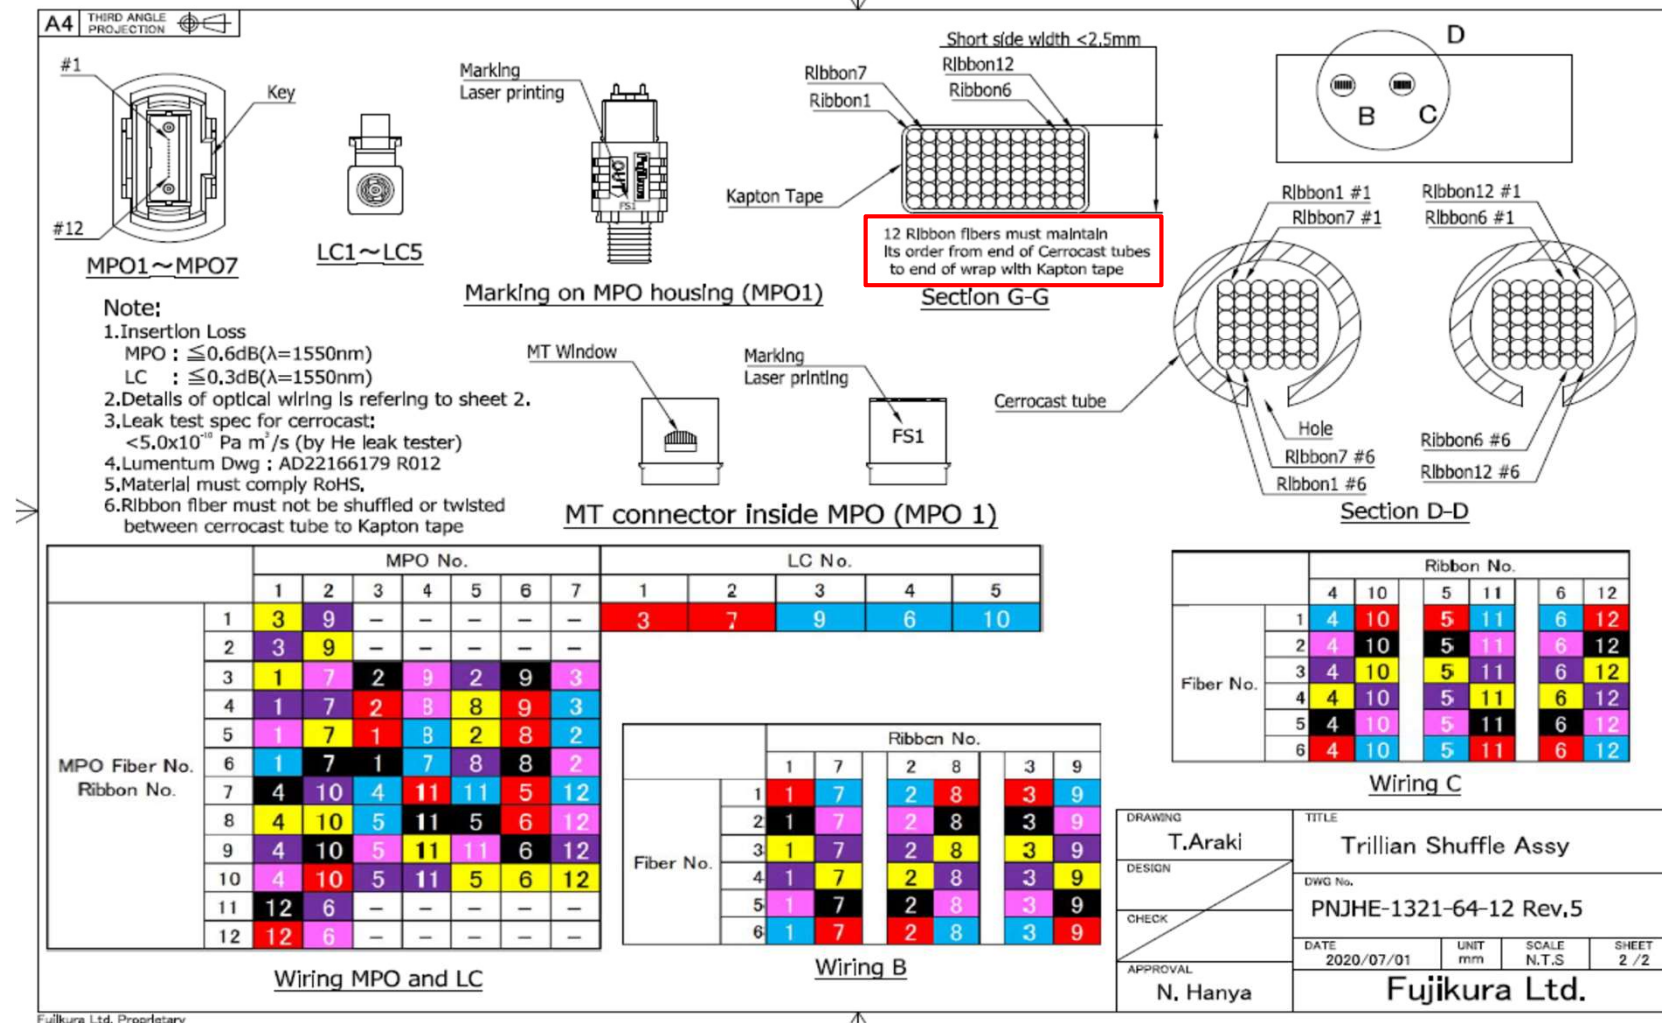 A4 THIRD ANGLE
PROJECTION
#1
Key
#12
MPO1~MPO7
LC1~LC5
Marking
Laser printing
OUT
Fujikura
FS1
Marking on MPO housing (MPO1)
Short side width <2.5mm
Ribbon7
Ribbon12
Ribbon1
Ribbon6
Kapton Tape
12 Ribbon fibers must maintain
its order from end of Cerrocast tubes
to end of wrap with Kapton tape
Section G-G
D
B
C
Ribbon1 #1
Ribbon12 #1
Ribbon7 #1
Ribbon6 #1
Cerrocast tube
Hole
Ribbon7 #6
Ribbon1 #6
Ribbon6 #6
Ribbon12 #6
Section D-D
Note:
1.Insertion Loss
MPO : ≦0.6dB(λ=1550nm)
LC : ≦0.3dB(λ=1550nm)
2.Details of optical wiring is refering to sheet 2.
3.Leak test spec for cerrocast:
<5.0x10⁻¹⁰ Pa m³/s (by He leak tester)
4.Lumentum Dwg : AD22166179 R012
5.Material must comply RoHS.
6.Ribbon fiber must not be shuffled or twisted
between cerrocast tube to Kapton tape
MT Window
Marking
Laser printing
FS1
MT connector inside MPO (MPO 1)
MPO No.
1 2 3 4 5 6 7
MPO Fiber No.
Ribbon No.
1 3 9 – – – – –
2 3 9 – – – – –
3 1 7 2 9 2 9 3
4 1 7 2 8 8 9 3
5 1 7 1 8 2 8 2
6 1 7 1 7 8 8 2
7 4 10 4 11 11 5 12
8 4 10 5 11 5 6 12
9 4 10 5 11 11 6 12
10 4 10 5 11 5 6 12
11 12 6 – – – – –
12 12 6 – – – – –
Wiring MPO and LC
LC No.
1 2 3 4 5
3 7 9 6 10
Ribbon No.
1 7 2 8 3 9
Fiber No.
1 1 7 2 8 3 9
2 1 7 2 8 3 9
3 1 7 2 8 3 9
4 1 7 2 8 3 9
5 1 7 2 8 3 9
6 1 7 2 8 3 9
Wiring B
Ribbon No.
4 10 5 11 6 12
Fiber No.
1 4 10 5 11 6 12
2 4 10 5 11 6 12
3 4 10 5 11 6 12
4 4 10 5 11 6 12
5 4 10 5 11 6 12
6 4 10 5 11 6 12
Wiring C
DRAWING
T.Araki
DESIGN
CHECK
APPROVAL
N. Hanya
TITLE
Trillian Shuffle Assy
DWG No.
PNJHE-1321-64-12 Rev.5
DATE UNIT SCALE SHEET
2020/07/01 mm N.T.S 2 /2
Fujikura Ltd.
Fujikura Ltd. Proprietary